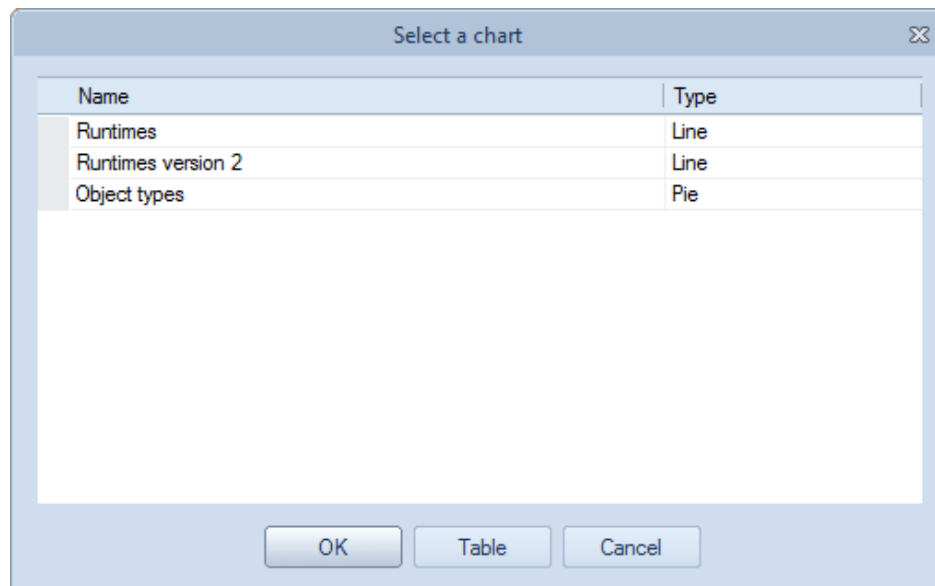 Select a chart
Name Type
Runtimes Line
Runtimes version 2 Line
Object types Pie
OK Table Cancel